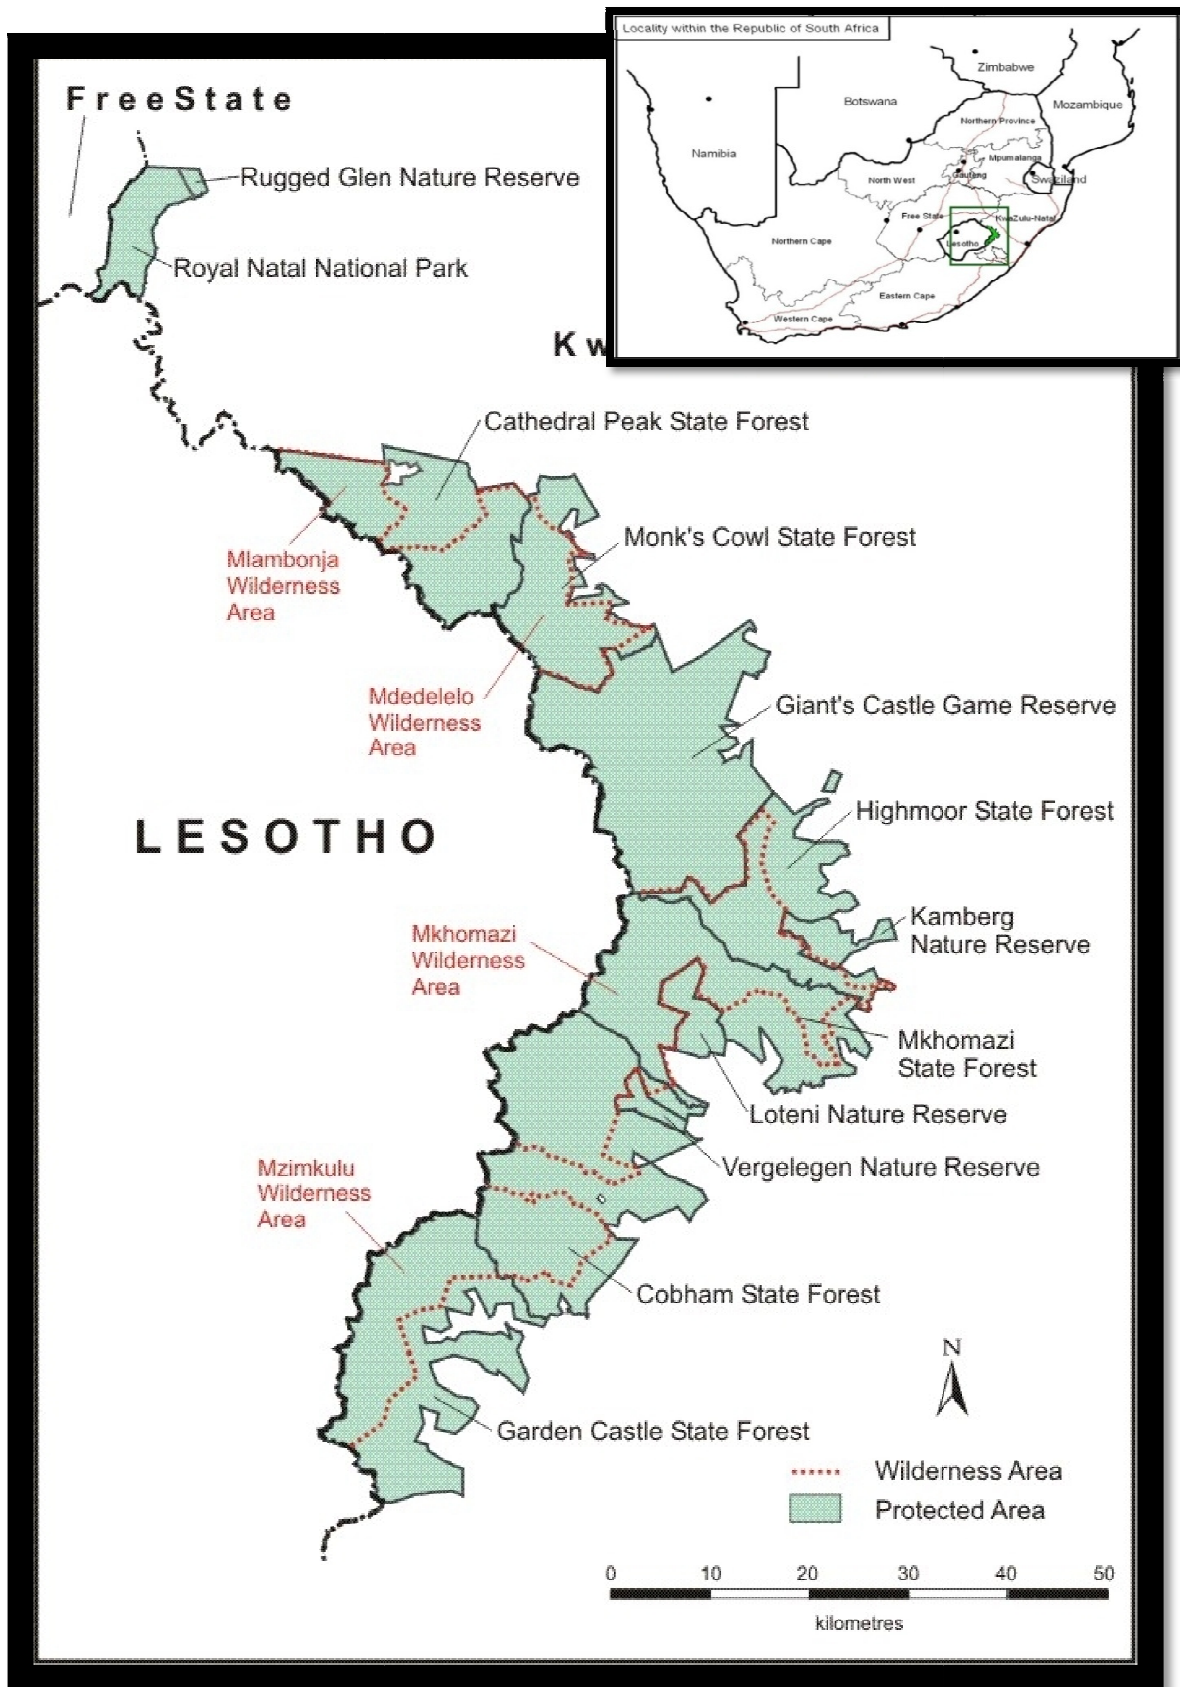 Locality within the Republic of South Africa
Zimbabwe
Botswana
Mozambique
Northern Province
Namibia
Mpumalanga
North West
Gauteng
Swaziland
Free State
KwaZulu-Natal
Northern Cape
Lesotho
Eastern Cape
Western Cape
FreeState
Rugged Glen Nature Reserve
Royal Natal National Park
Kw
Cathedral Peak State Forest
Monk's Cowl State Forest
Mlambonja
Wilderness
Area
Mdedelelo
Wilderness
Area
Giant's Castle Game Reserve
Highmoor State Forest
LESOTHO
Kamberg
Nature Reserve
Mkhomazi
Wilderness
Area
Mkhomazi
State Forest
Loteni Nature Reserve
Vergelegen Nature Reserve
Mzimkulu
Wilderness
Area
Cobham State Forest
N
Garden Castle State Forest
Wilderness Area
Protected Area
0 10 20 30 40 50
kilometres